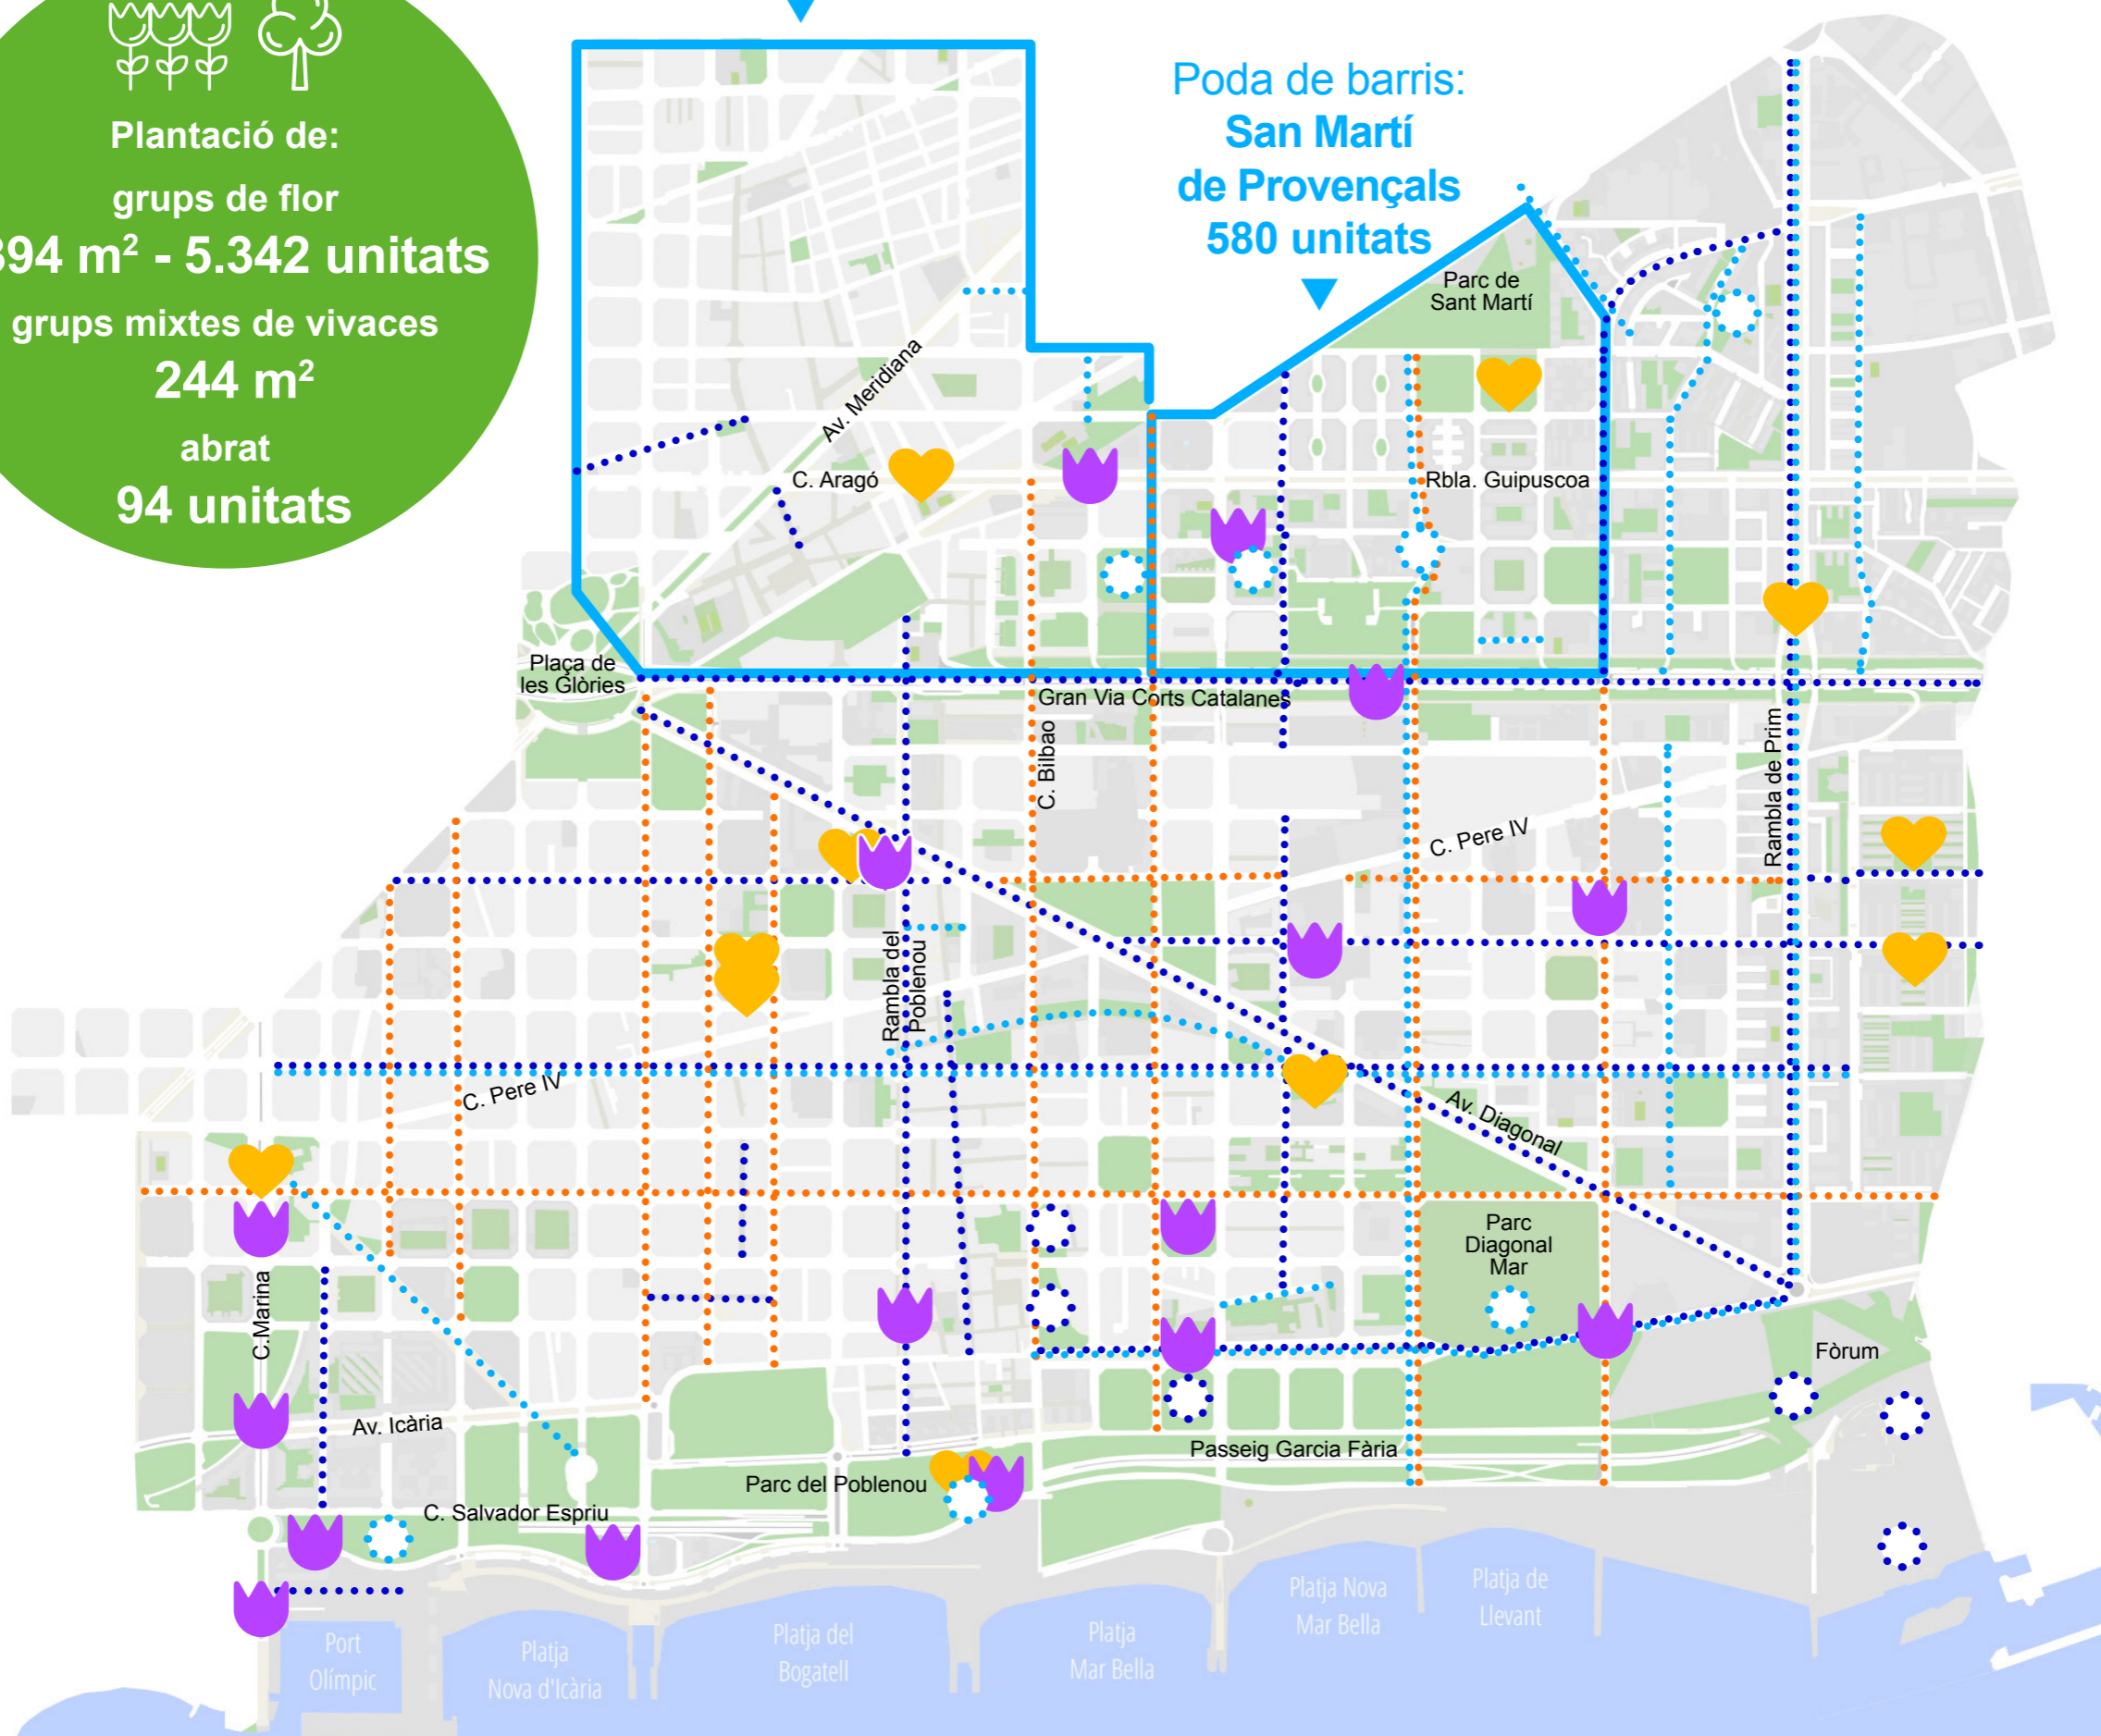 Plantació de:
grups de flor
394 m² - 5.342 unitats
grups mixtes de vivaces
244 m²
abrat
94 unitats
Poda de barris:
San Martí
de Provençals
580 unitats
Parc de
Sant Martí
Av. Meridiana
C. Aragó
Rbla. Guipuscoa
Plaça de
les Glòries
Gran Via Corts Catalanes
C. Bilbao
Rambla de Prim
C. Pere IV
Rambla del
Poblenou
C. Pere IV
Av. Diagonal
Parc
Diagonal
Mar
C.Marina
Fòrum
Av. Icària
Passeig Garcia Fària
Parc del Poblenou
C. Salvador Espriu
Platja Nova
Mar Bella
Platja de
Llevant
Port
Olímpic
Platja
Nova d'Icària
Platja del
Bogatell
Platja
Mar Bella